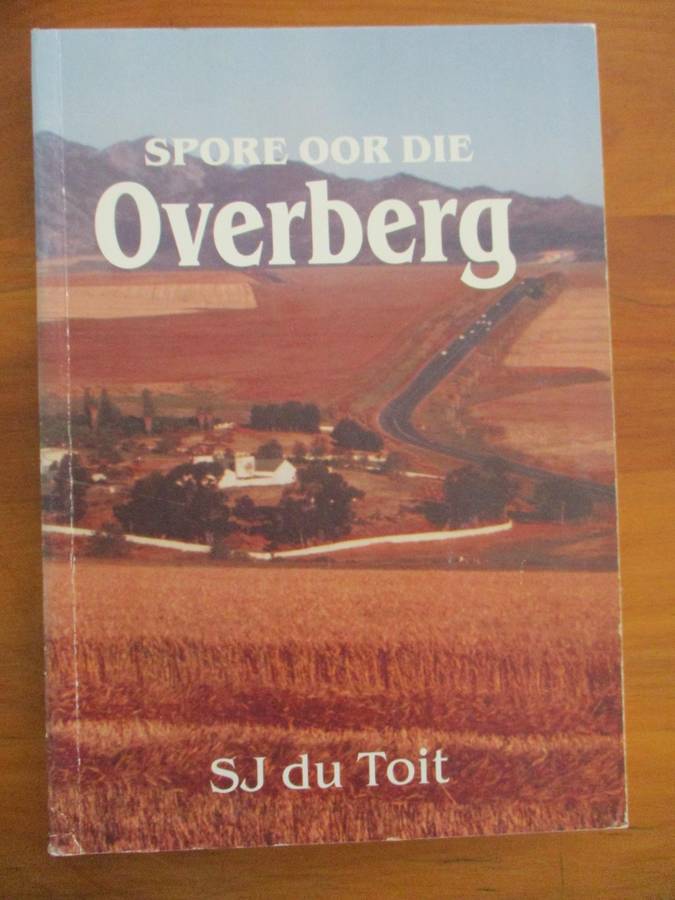 SPORE OOR DIE
Overberg
SJ du Toit